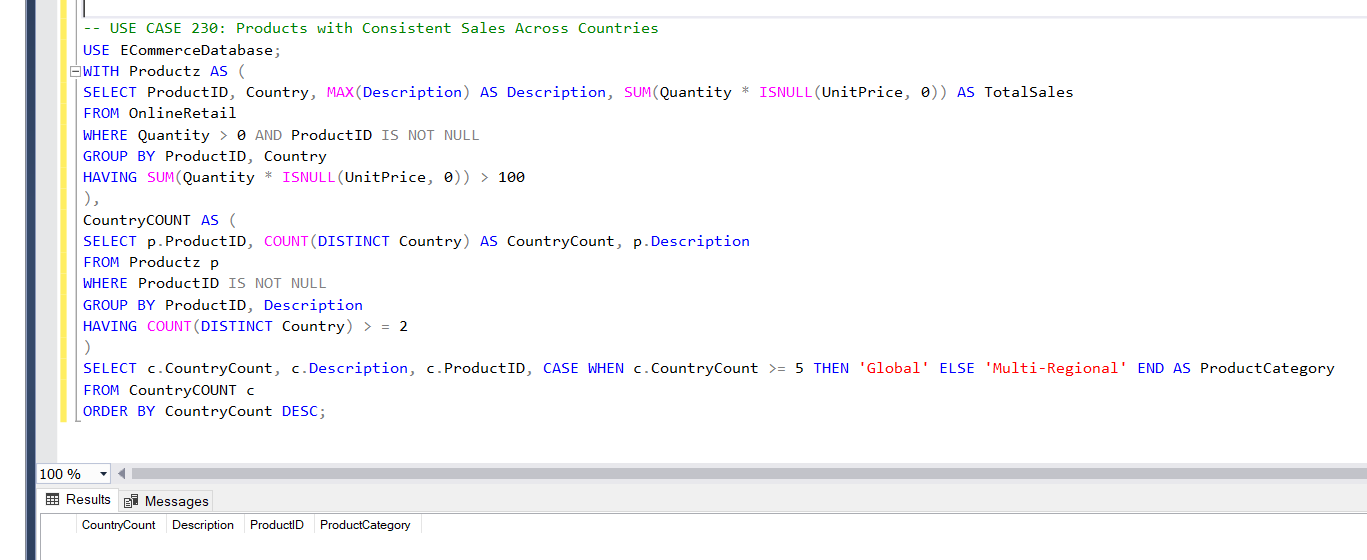 -- USE CASE 230: Products with Consistent Sales Across Countries
USE ECommerceDatabase;
WITH Productz AS (
SELECT ProductID, Country, MAX(Description) AS Description, SUM(Quantity * ISNULL(UnitPrice, 0)) AS TotalSales
FROM OnlineRetail
WHERE Quantity > 0 AND ProductID IS NOT NULL
GROUP BY ProductID, Country
HAVING SUM(Quantity * ISNULL(UnitPrice, 0)) > 100
),
CountryCOUNT AS (
SELECT p.ProductID, COUNT(DISTINCT Country) AS CountryCount, p.Description
FROM Productz p
WHERE ProductID IS NOT NULL
GROUP BY ProductID, Description
HAVING COUNT(DISTINCT Country) > = 2
)
SELECT c.CountryCount, c.Description, c.ProductID, CASE WHEN c.CountryCount >= 5 THEN 'Global' ELSE 'Multi-Regional' END AS ProductCategory
FROM CountryCOUNT c
ORDER BY CountryCount DESC;
100 %
Results Messages
CountryCount Description ProductID ProductCategory